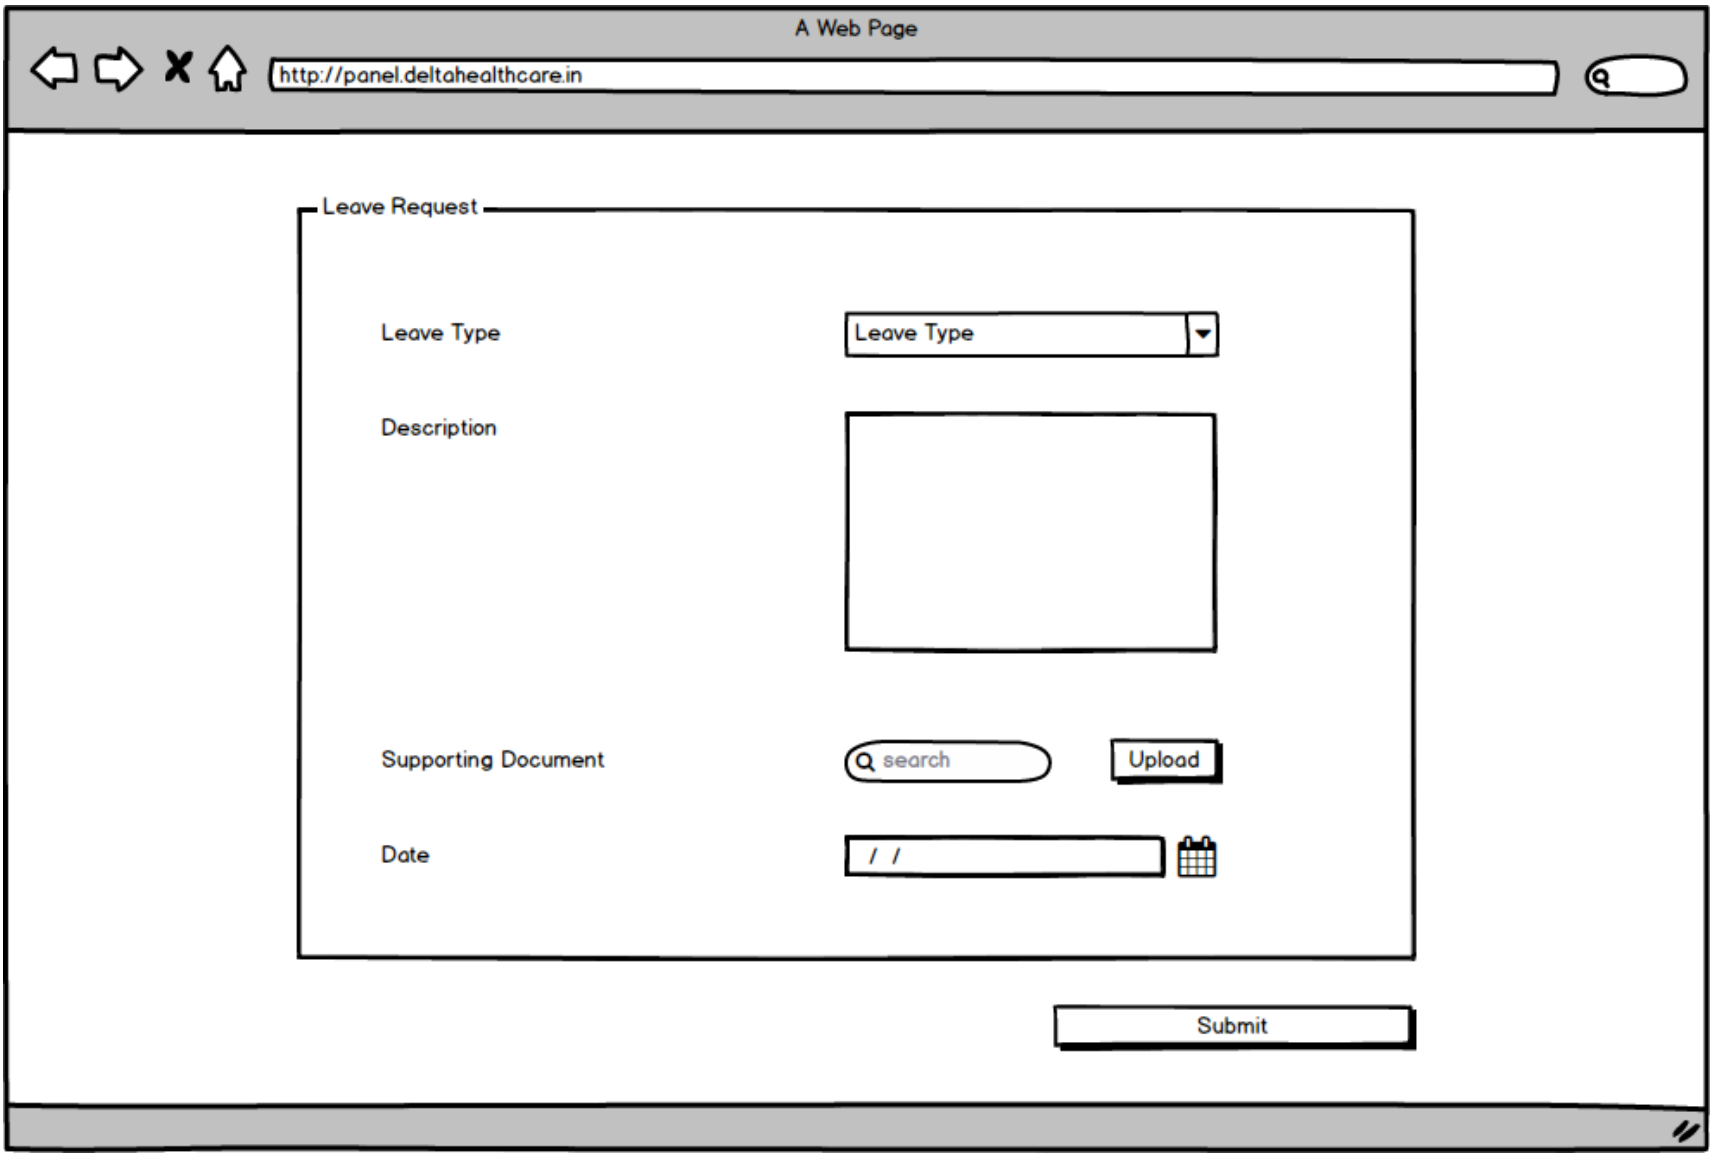 A Web Page
http://panel.deltahealthcare.in
Leave Request
Leave Type
Leave Type
Description
Supporting Document
search
Upload
Date
/ /
Submit